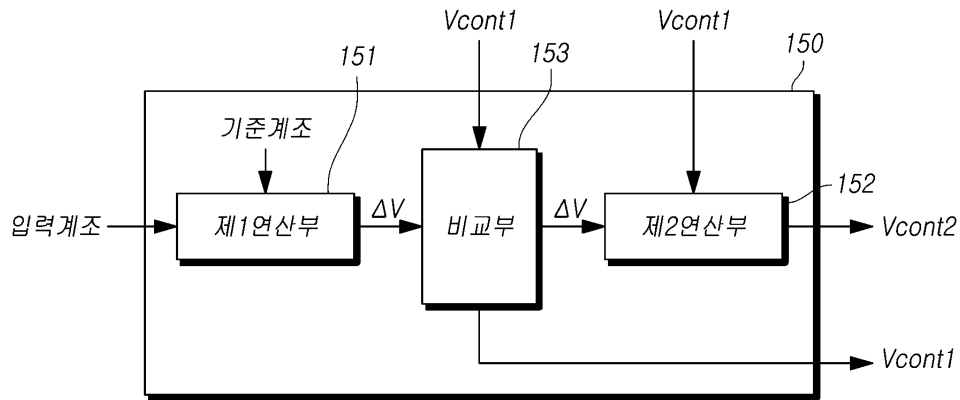 Vcont1
Vcont1
151
153
150
기준계조
152
입력계조
제1연산부
ΔV
비교부
ΔV
제2연산부
Vcont2
Vcont1